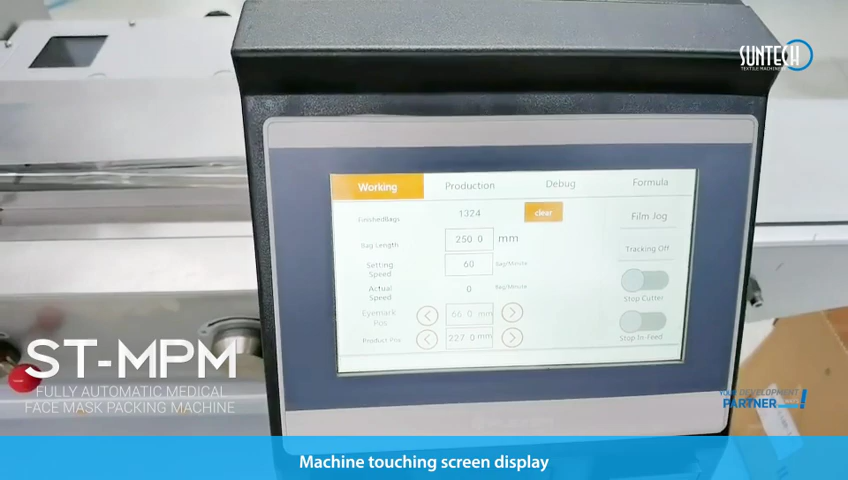 SUNTECH
TEXTILE MACHINERY
Working
Production
Debug
Formula
FinishedBags
1324
clear
Film Jog
Bag Length
250 0
mm
Setting
Speed
60
Bag/Minute
Tracking Off
Actual
Speed
0
Bag/Minute
Stop Cutter
Eyemark
Pos
66 0 mm
Product Pos
227 0 mm
Stop In-Feed
ST-MPM
FULLY AUTOMATIC MEDICAL
FACE MASK PACKING MACHINE
YOUR DEVELOPMENT
PARTNER
!
Machine touching screen display